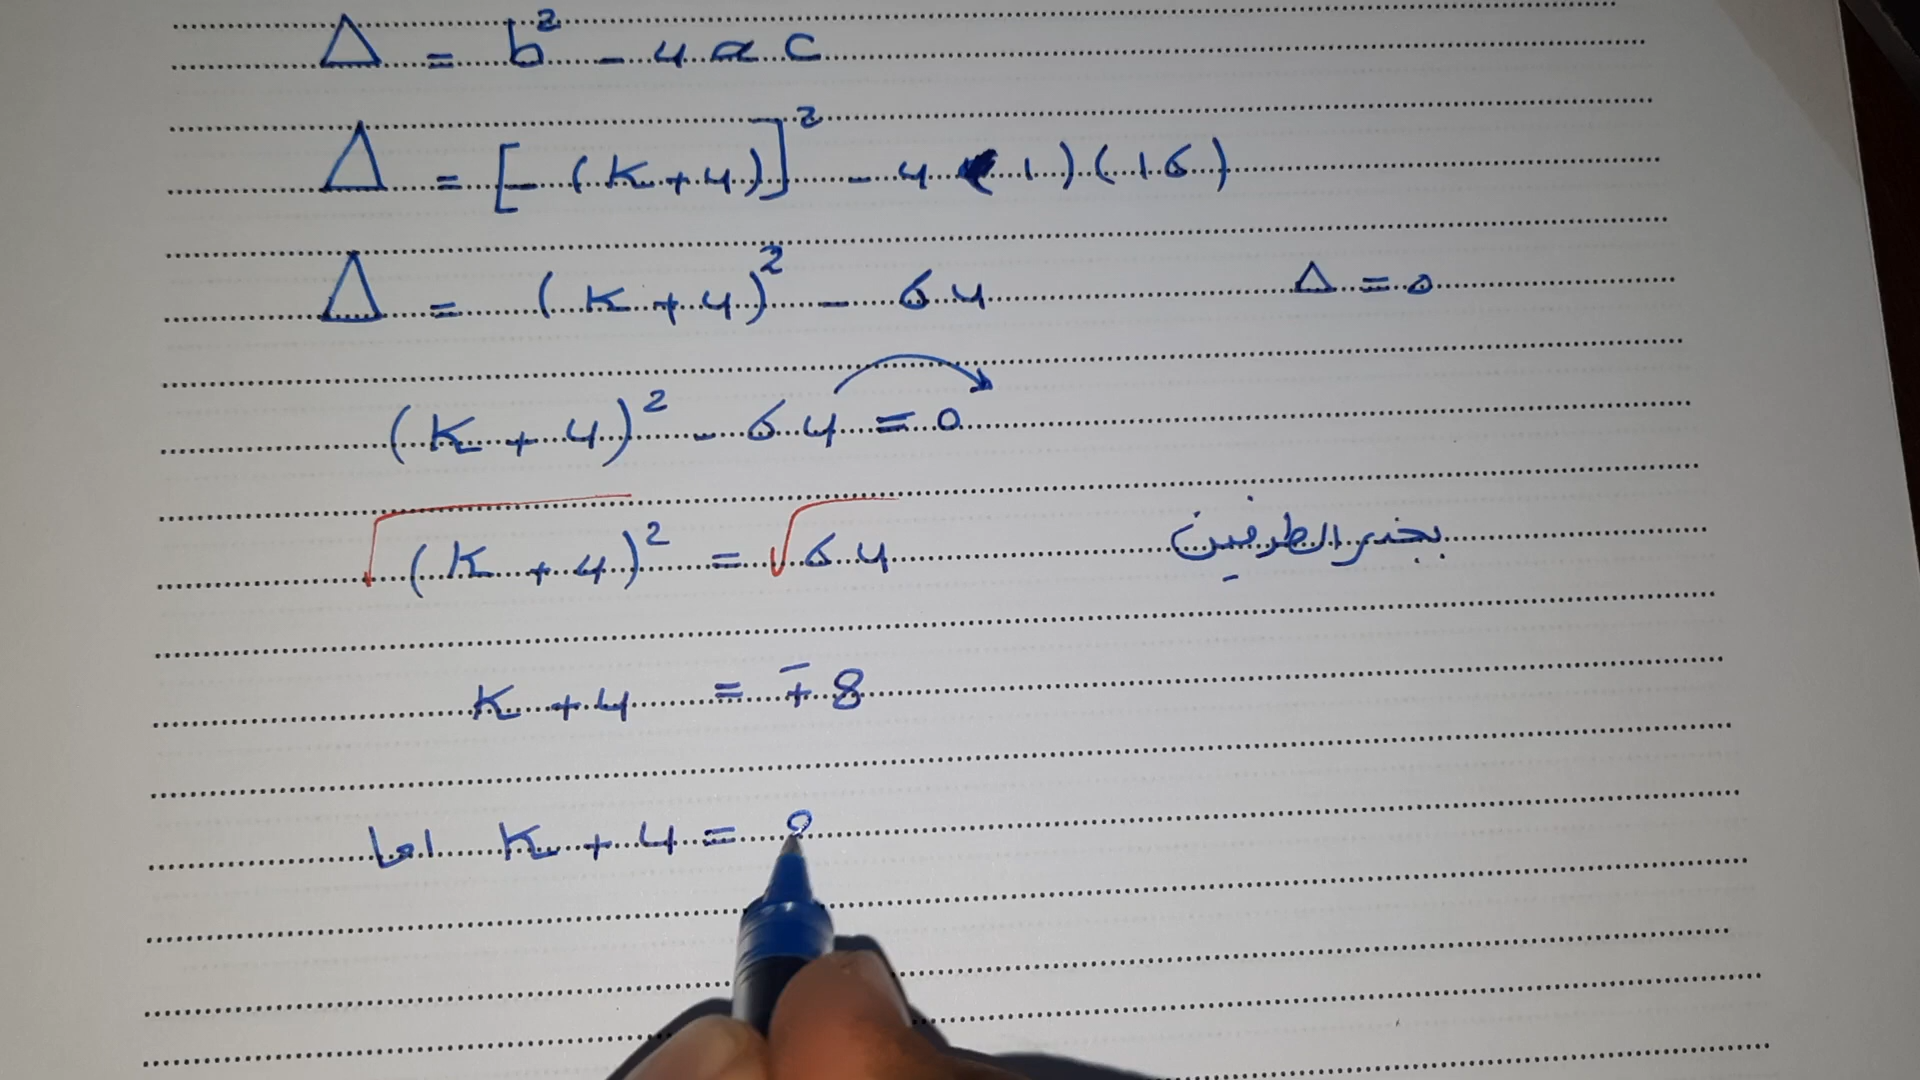 Δ = b² - 4ac
Δ = [-(k+4)]² - 4(1)(16)
Δ = (k+4)² - 64 Δ = 0
(k+4)² - 64 = 0
√(k+4)² = √64 بجذر الطرفين
k+4 = ∓8
اما k+4 =